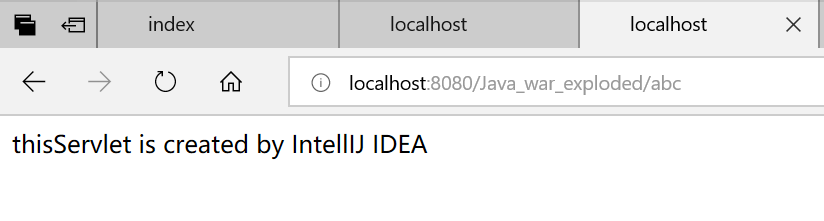 index localhost localhost
localhost:8080/Java_war_exploded/abc
thisServlet is created by IntellIJ IDEA